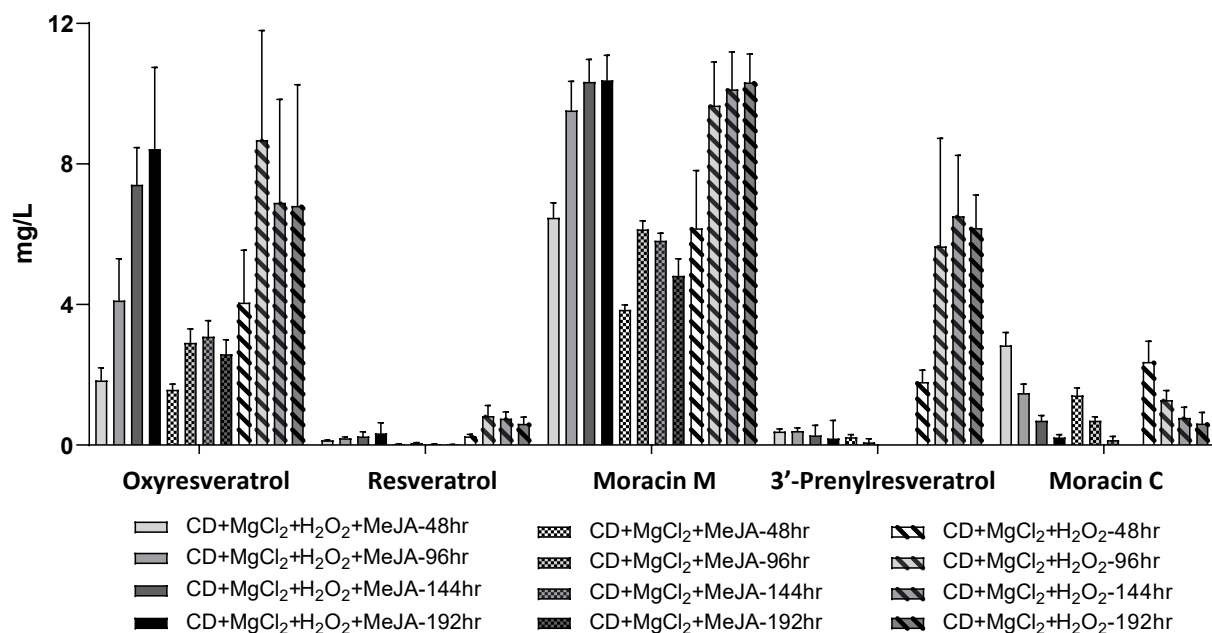 12
8
4
0
mg/L
Oxyresveratrol Resveratrol Moracin M 3’-Prenylresveratrol Moracin C
CD+MgCl₂+H₂O₂+MeJA-48hr CD+MgCl₂+MeJA-48hr CD+MgCl₂+H₂O₂-48hr
CD+MgCl₂+H₂O₂+MeJA-96hr CD+MgCl₂+MeJA-96hr CD+MgCl₂+H₂O₂-96hr
CD+MgCl₂+H₂O₂+MeJA-144hr CD+MgCl₂+MeJA-144hr CD+MgCl₂+H₂O₂-144hr
CD+MgCl₂+H₂O₂+MeJA-192hr CD+MgCl₂+MeJA-192hr CD+MgCl₂+H₂O₂-192hr